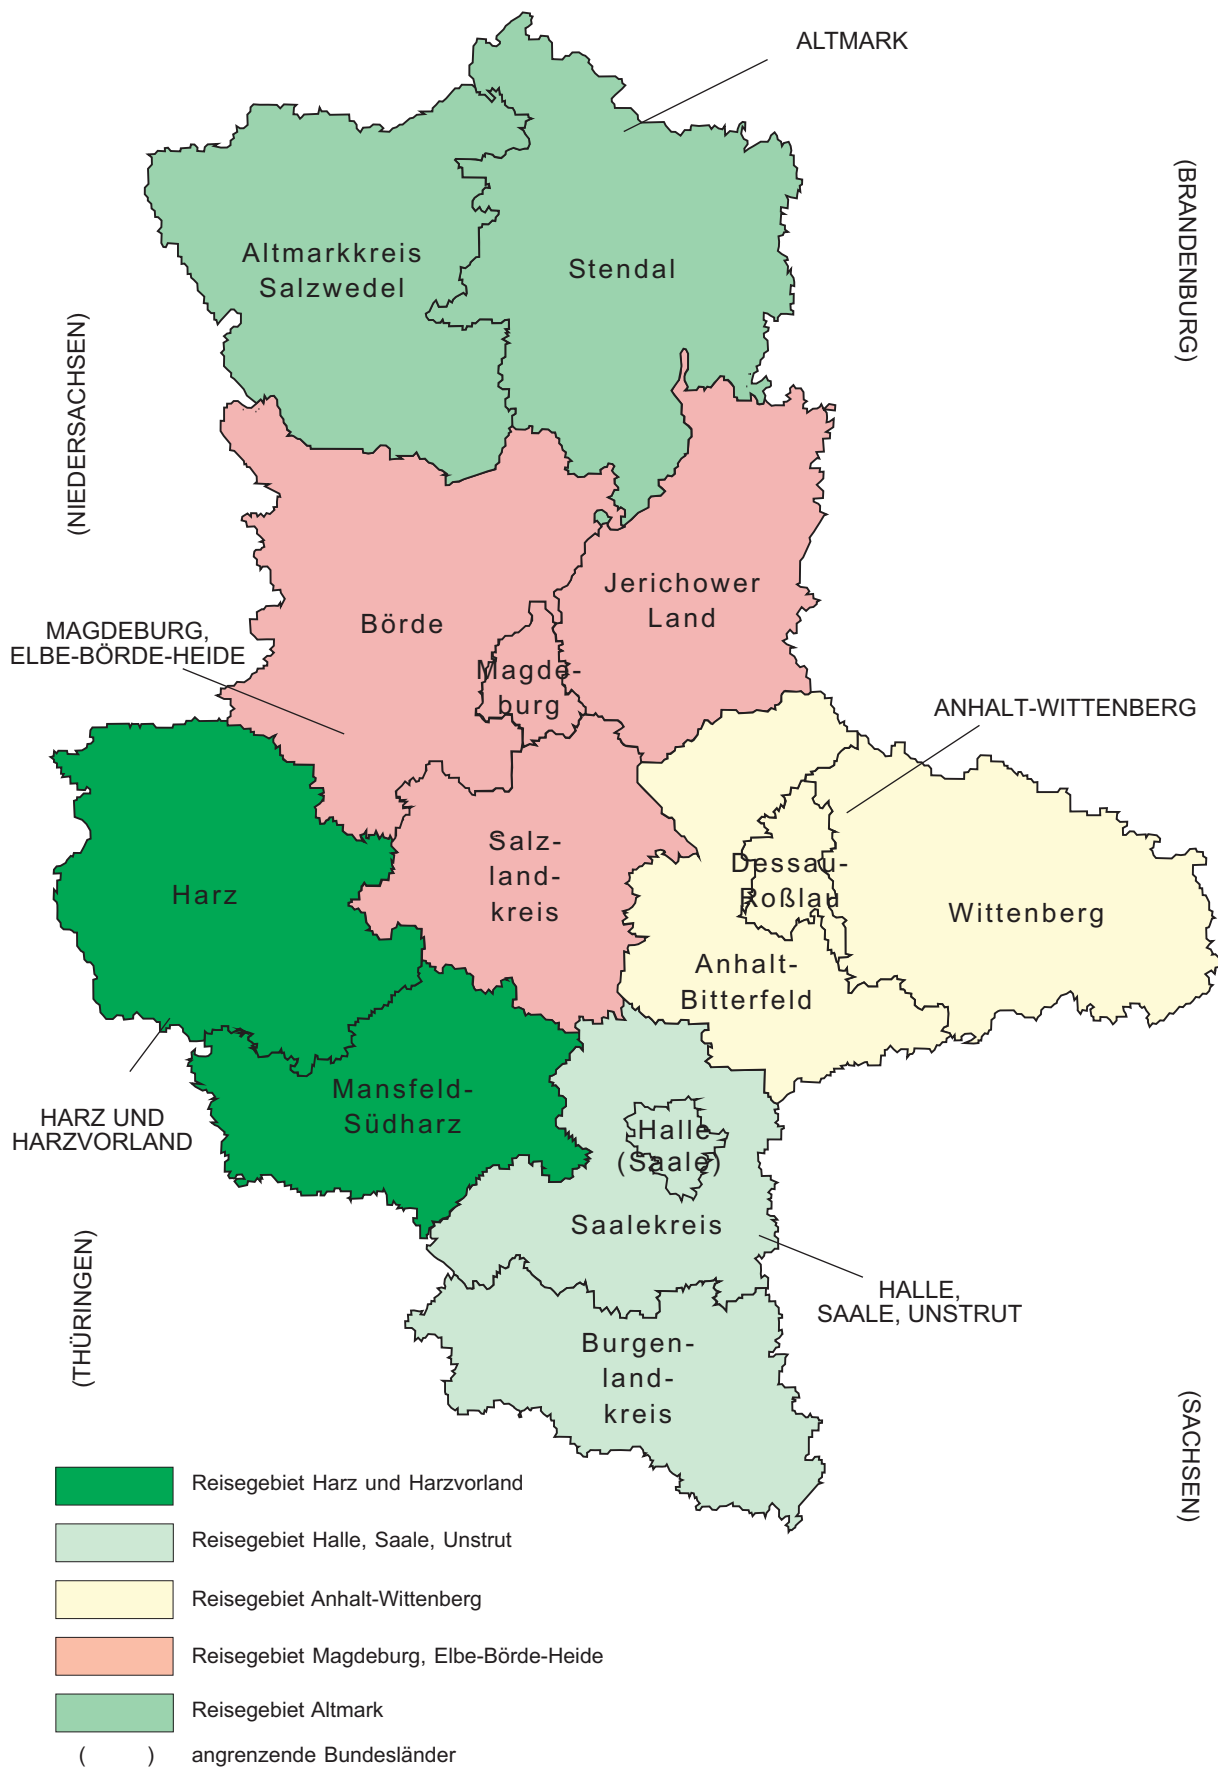 ALTMARK
(BRANDENBURG)
Altmarkkreis
Salzwedel
Stendal
(NIEDERSACHSEN)
Jerichower
Land
Börde
MAGDEBURG,
ELBE-BÖRDE-HEIDE
Magde-
burg
ANHALT-WITTENBERG
Salz-
land-
kreis
Dessau-
Roßlau
Harz
Wittenberg
Anhalt-
Bitterfeld
Mansfeld-
Südharz
HARZ UND
HARZVORLAND
Halle
(Saale)
Saalekreis
(THÜRINGEN)
HALLE,
SAALE, UNSTRUT
Burgen-
land-
kreis
(SACHSEN)
Reisegebiet Harz und Harzvorland
Reisegebiet Halle, Saale, Unstrut
Reisegebiet Anhalt-Wittenberg
Reisegebiet Magdeburg, Elbe-Börde-Heide
Reisegebiet Altmark
( ) angrenzende Bundesländer